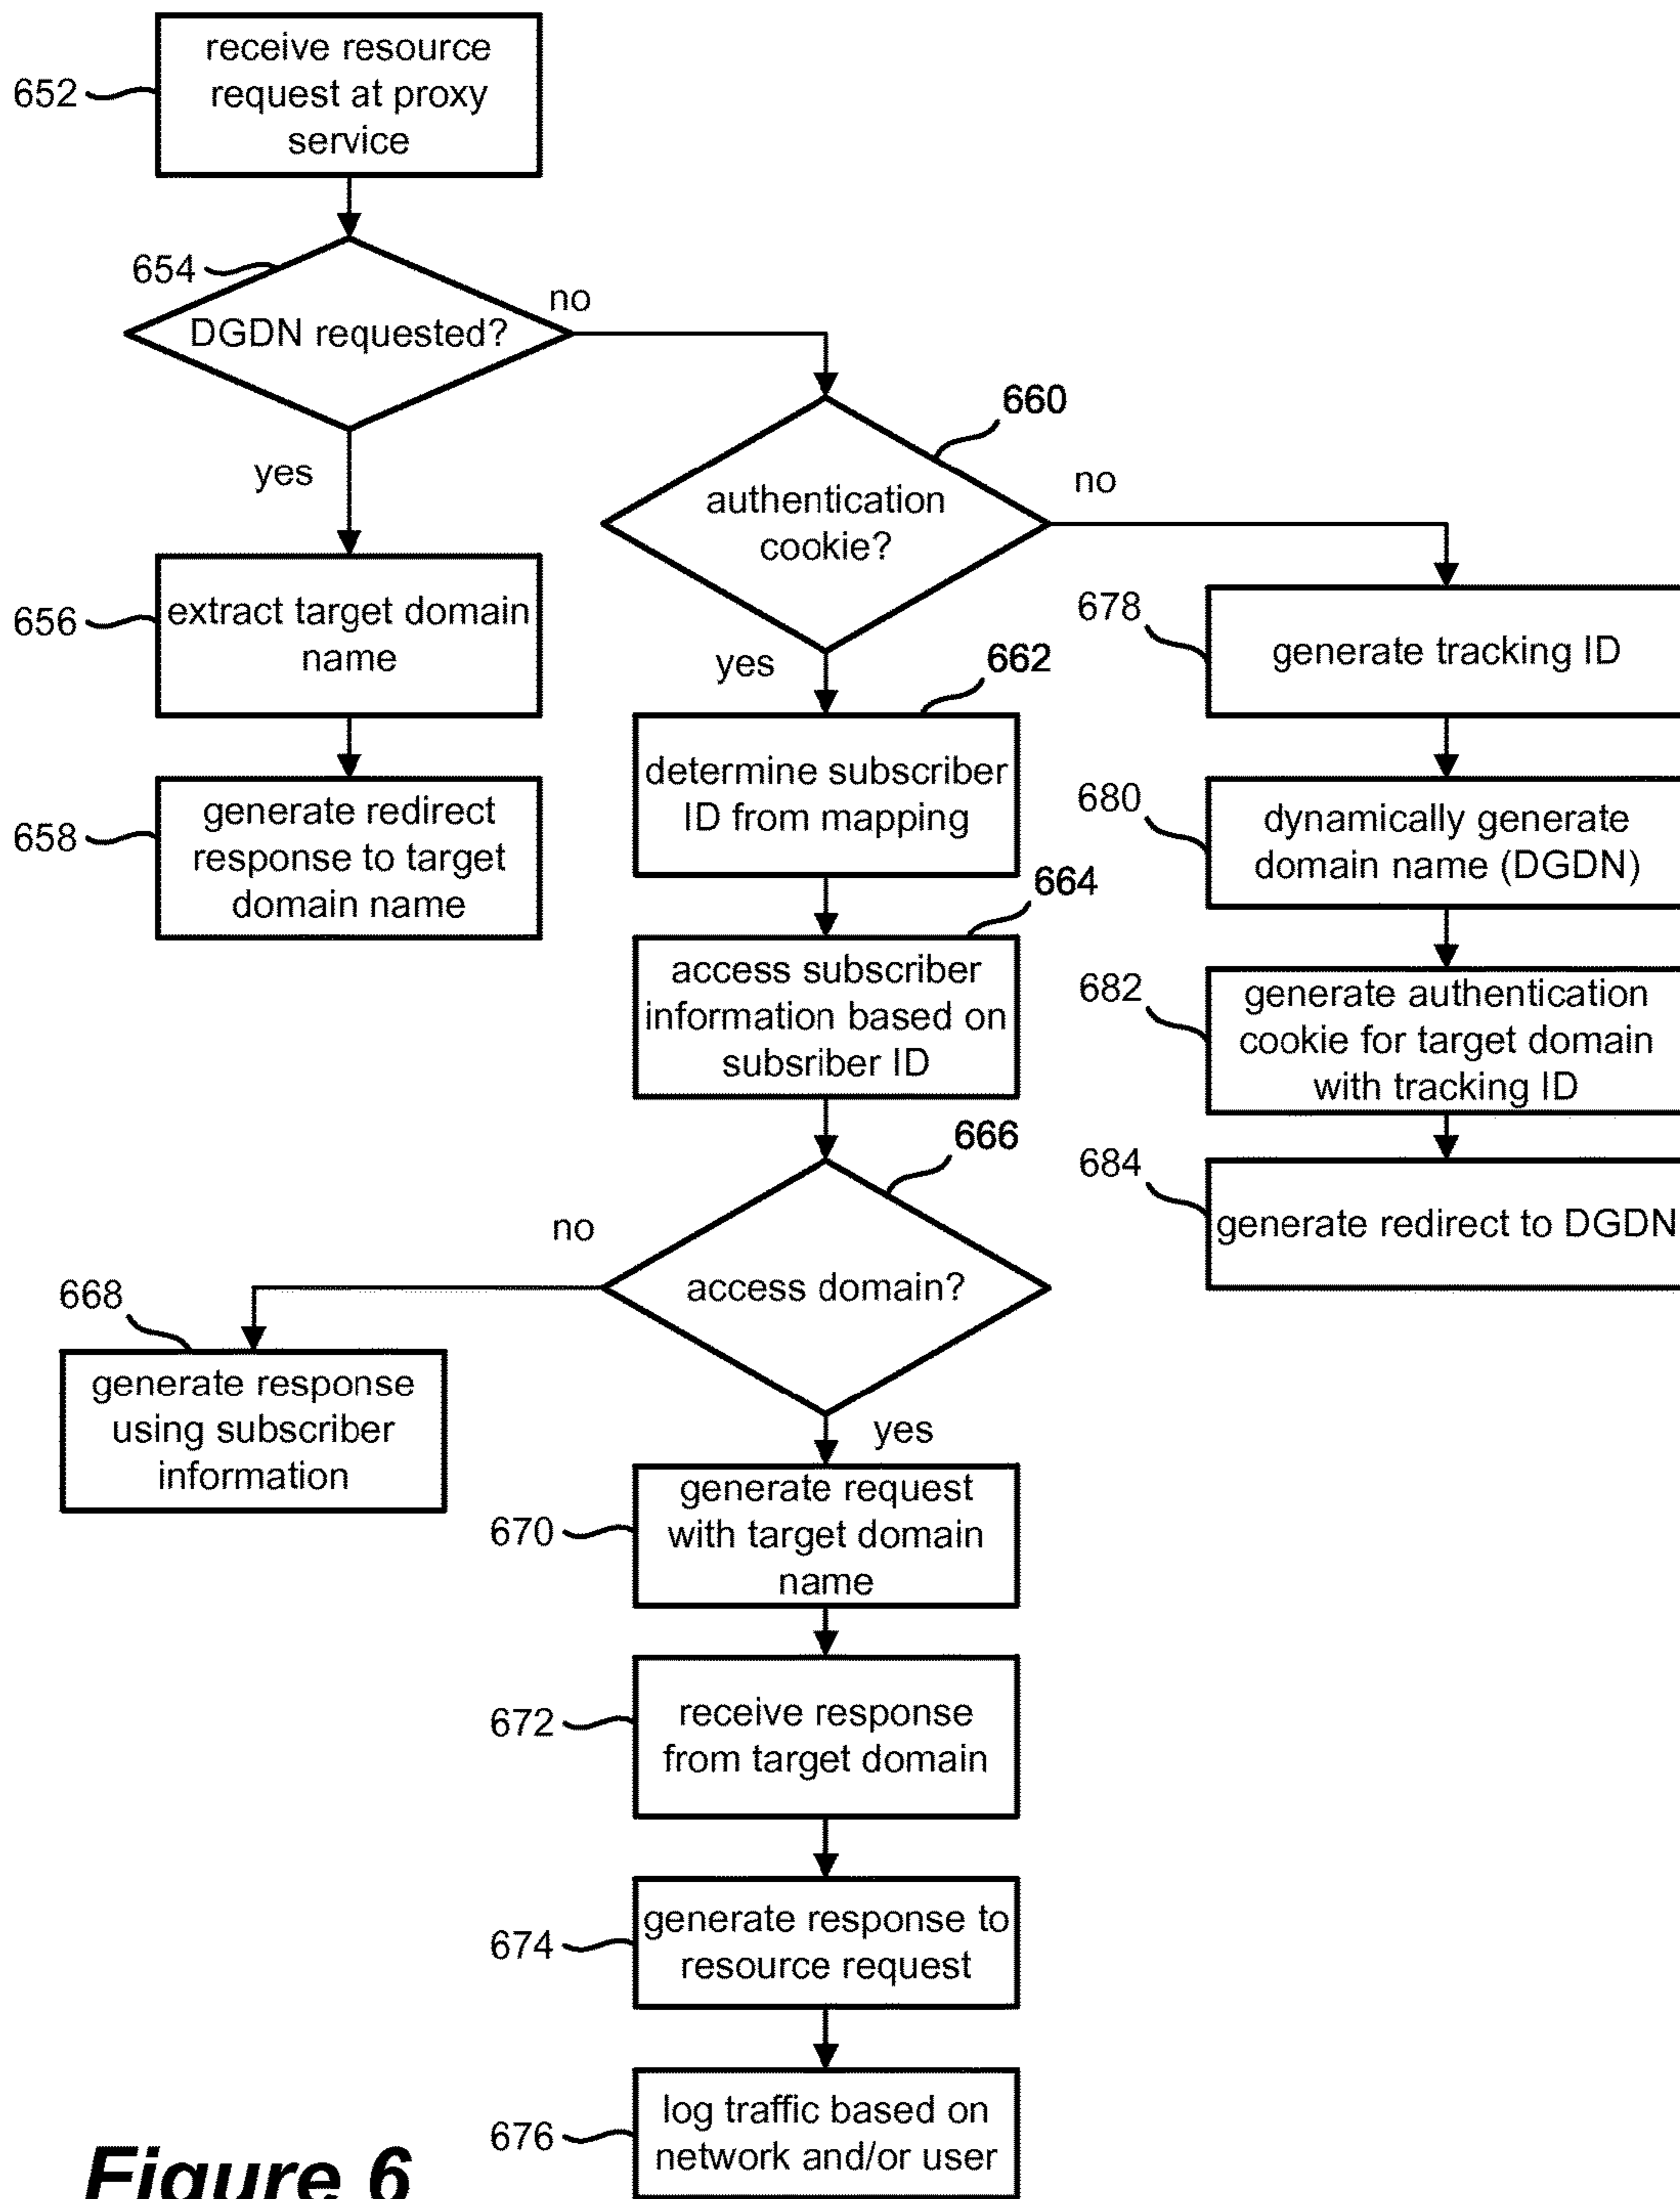 receive resource
request at proxy
service
652
654
DGDN requested?
no
yes
660
authentication
cookie?
no
yes
656
extract target domain
name
678
generate tracking ID
662
determine subscriber
ID from mapping
658
generate redirect
response to target
domain name
680
dynamically generate
domain name (DGDN)
664
access subscriber
information based on
subsriber ID
682
generate authentication
cookie for target domain
with tracking ID
666
access domain?
no
yes
684
generate redirect to DGDN
668
generate response
using subscriber
information
670
generate request
with target domain
name
672
receive response
from target domain
674
generate response to
resource request
676
log traffic based on
network and/or user
Figure 6